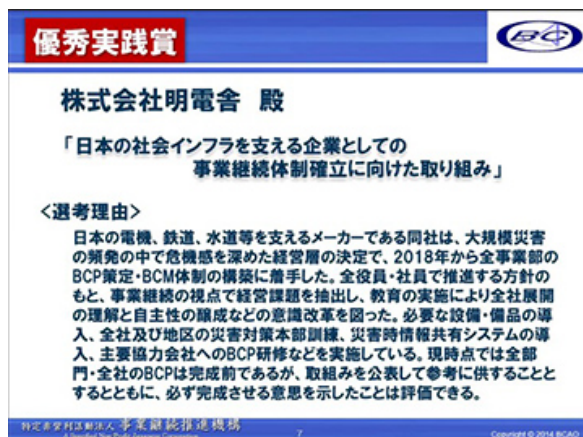 優秀実践賞
BC
株式会社明電舎 殿
「日本の社会インフラを支える企業としての
事業継続体制確立に向けた取り組み」
<選考理由>
日本の電機、鉄道、水道等を支えるメーカーである同社は、大規模災害
の頻発の中で危機感を深めた経営層の決定で、2018年から全事業部の
BCP策定・BCM体制の構築に着手した。全役員・社員で推進する方針の
もと、事業継続の視点で経営課題を抽出し、教育の実施により全社展開
の理解と自主性の醸成などの意識改革を図った。必要な設備・備品の導
入、全社及び地区の災害対策本部訓練、災害時情報共有システムの導
入、主要協力会社へのBCP研修などを実施している。現時点では全部
門・全社のBCPは完成前であるが、取組みを公表して参考に供することと
するとともに、必ず完成させる意思を示したことは評価できる。
特定非営利活動法人 事業継続推進機構
7
Copyright © 2014 BCAO